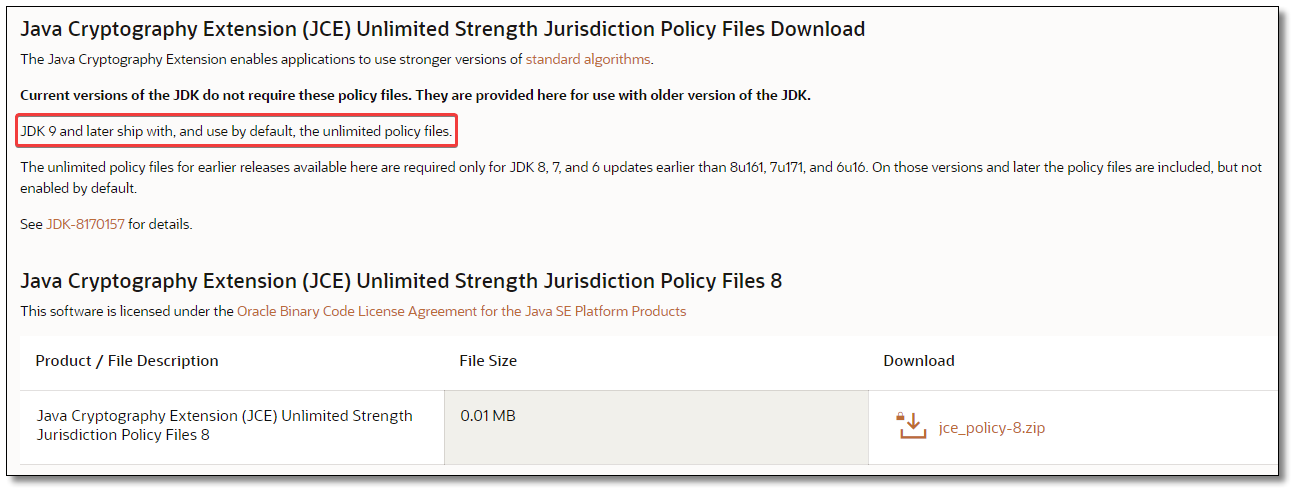 Java Cryptography Extension (JCE) Unlimited Strength Jurisdiction Policy Files Download
The Java Cryptography Extension enables applications to use stronger versions of standard algorithms.
Current versions of the JDK do not require these policy files. They are provided here for use with older version of the JDK.
JDK 9 and later ship with, and use by default, the unlimited policy files.
The unlimited policy files for earlier releases available here are required only for JDK 8, 7, and 6 updates earlier than 8u161, 7u171, and 6u16. On those versions and later the policy files are included, but not
enabled by default.
See JDK-8170157 for details.
Java Cryptography Extension (JCE) Unlimited Strength Jurisdiction Policy Files 8
This software is licensed under the Oracle Binary Code License Agreement for the Java SE Platform Products
Product / File Description File Size Download
Java Cryptography Extension (JCE) Unlimited Strength
Jurisdiction Policy Files 8
0.01 MB
jce_policy-8.zip